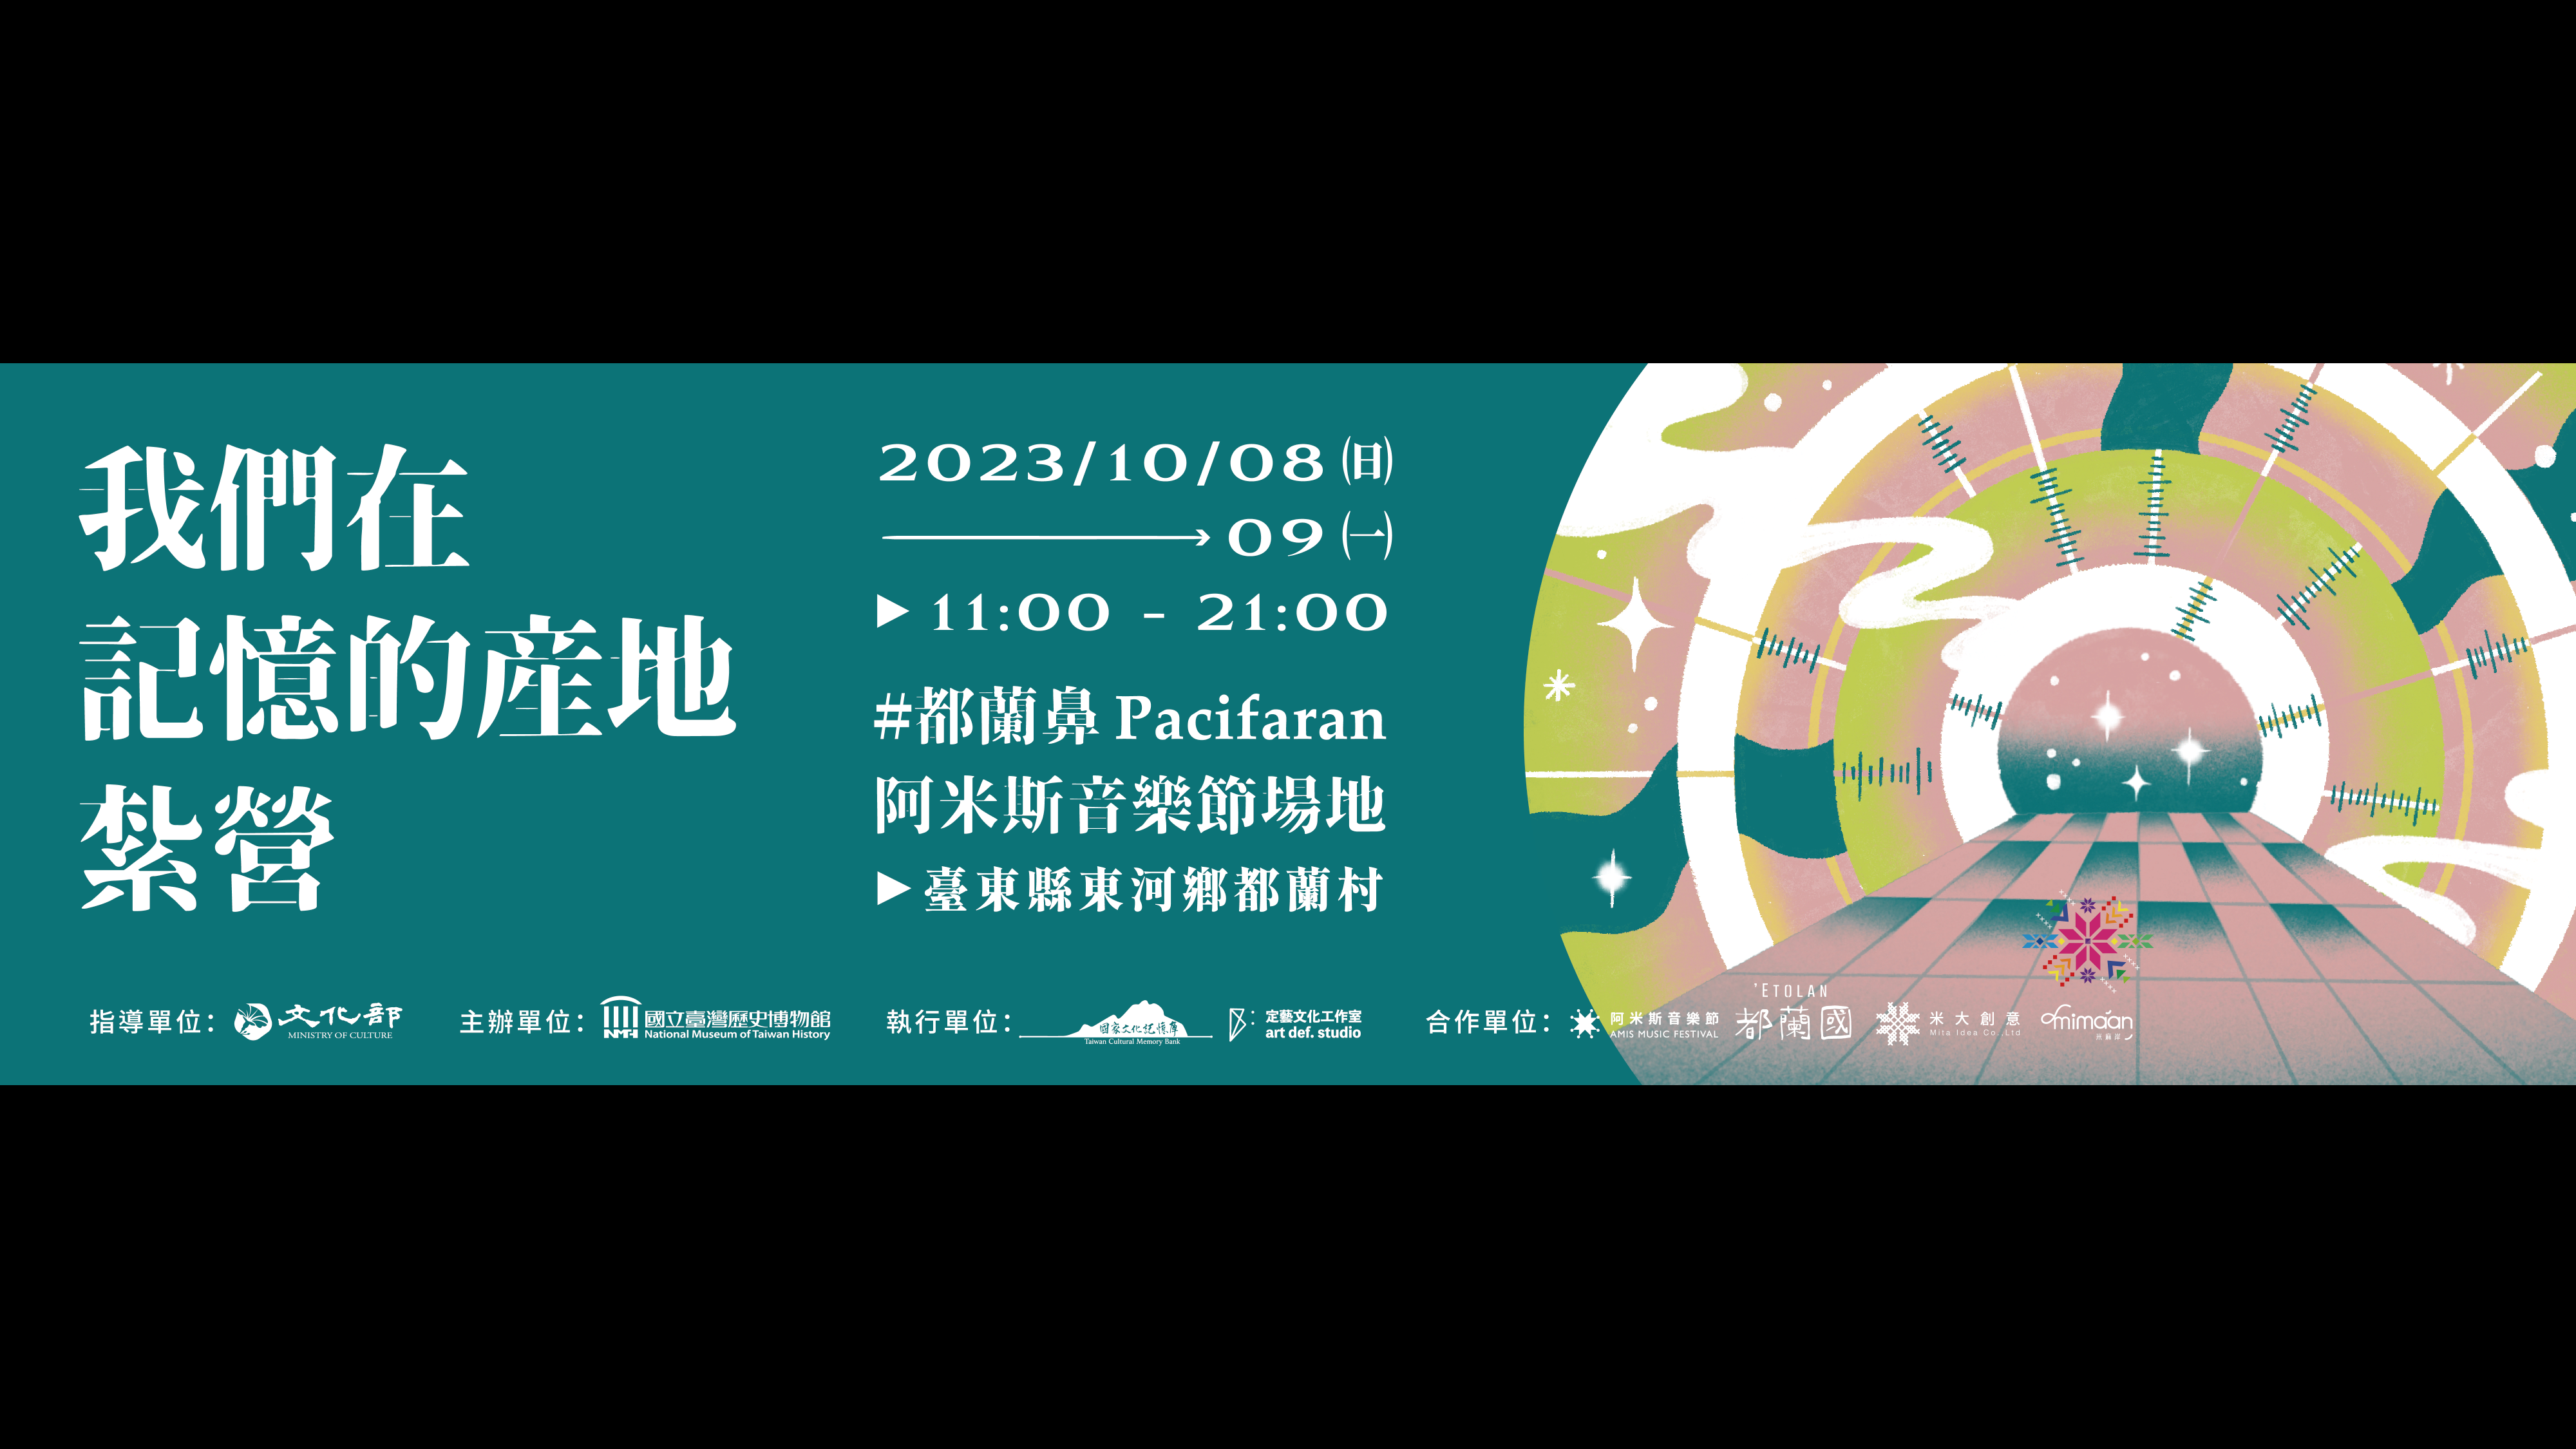 我們在
記憶的産地
紮營
2023/10/08㈰
09㈠
11:00 - 21:00
#都蘭鼻 Pacifaran
阿米斯音樂節場地
臺東縣東河鄉都蘭村
指導單位:
文化部
MINISTRY OF CULTURE
主辦單位:
NMTH
國立臺灣歷史博物館
National Museum of Taiwan History
執行單位:
國家文化記憶庫
Taiwan Cultural Memory Bank
定藝文化工作室
art def. studio
合作單位:
阿米斯音樂節
AMIS MUSIC FESTIVAL
'ETOLAN
都蘭國
米大創意
Mita Idea Co.,Ltd
mimaan